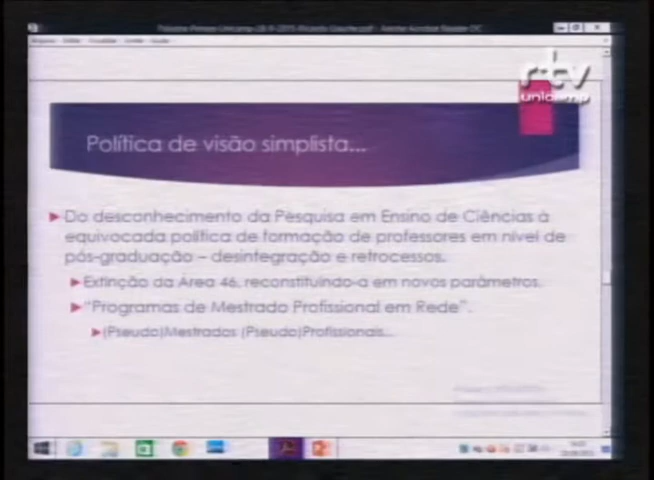 rtv
unicamp
Política de visão simplista...
Do desconhecimento da Pesquisa em Ensino de Ciências à
equivocada política de formação de professores em nível de
pós-graduação – desintegração e retrocessos.
Extinção da Área 46, reconstituindo-a em novos parâmetros.
"Programas de Mestrado Profissional em Rede".
(Pseudo)Mestrados (Pseudo)Profissionais...